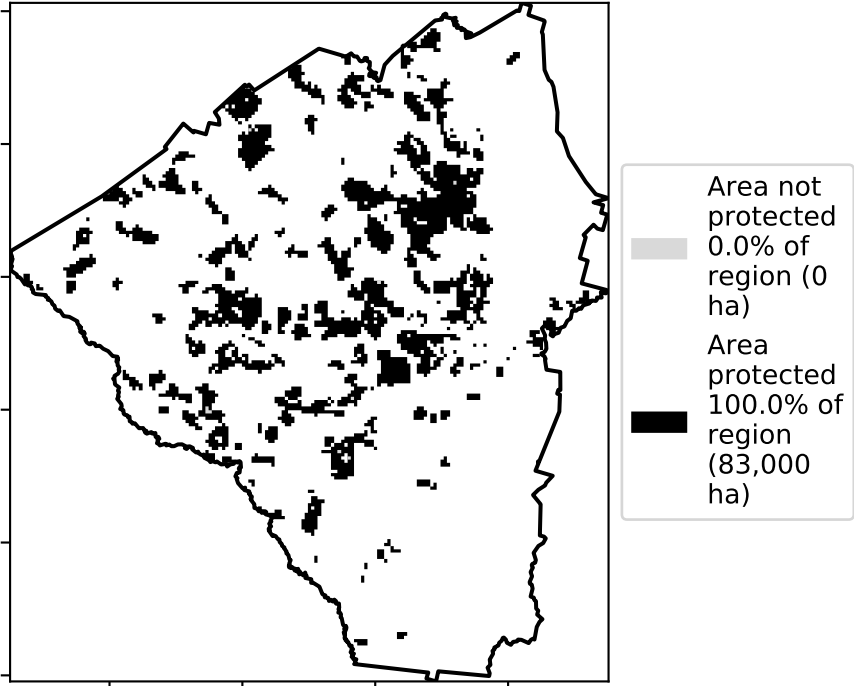 Area not
protected
0.0% of
region (0
ha)
Area
protected
100.0% of
region
(83,000
ha)